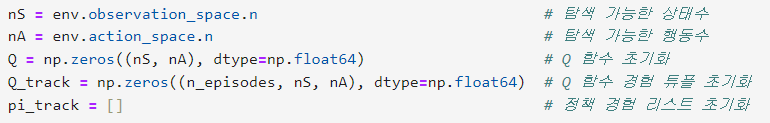 nS = env.observation_space.n # 탐색 가능한 상태수
nA = env.action_space.n # 탐색 가능한 행동수
Q = np.zeros((nS, nA), dtype=np.float64) # Q 함수 초기화
Q_track = np.zeros((n_episodes, nS, nA), dtype=np.float64) # Q 함수 경험 튜플 초기화
pi_track = [] # 정책 경험 리스트 초기화